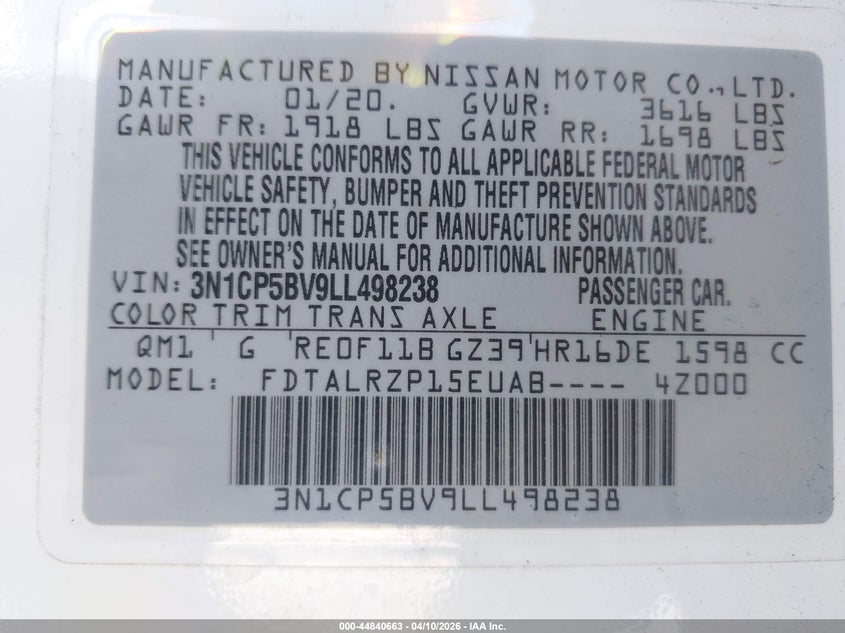 MANUFACTURED BY NISSAN MOTOR CO., LTD.
DATE: 01/20. GVWR: 3616 LBS
GAWR FR: 1918 LBS GAWR RR: 1698 LBS
THIS VEHICLE CONFORMS TO ALL APPLICABLE FEDERAL MOTOR
VEHICLE SAFETY, BUMPER AND THEFT PREVENTION STANDARDS
IN EFFECT ON THE DATE OF MANUFACTURE SHOWN ABOVE.
SEE OWNER'S MANUAL FOR ADDITIONAL INFORMATION.
VIN: 3N1CP5BV9LL498238 PASSENGER CAR.
COLOR TRIM TRANS AXLE ENGINE
QM1 G RE0F11B GZ39 HR16DE 1598 CC
MODEL: FDTALRZP15EUAB---- 4Z000
3N1CP5BV9LL498238
000-44840663 - 04/10/2026 - IAA Inc.